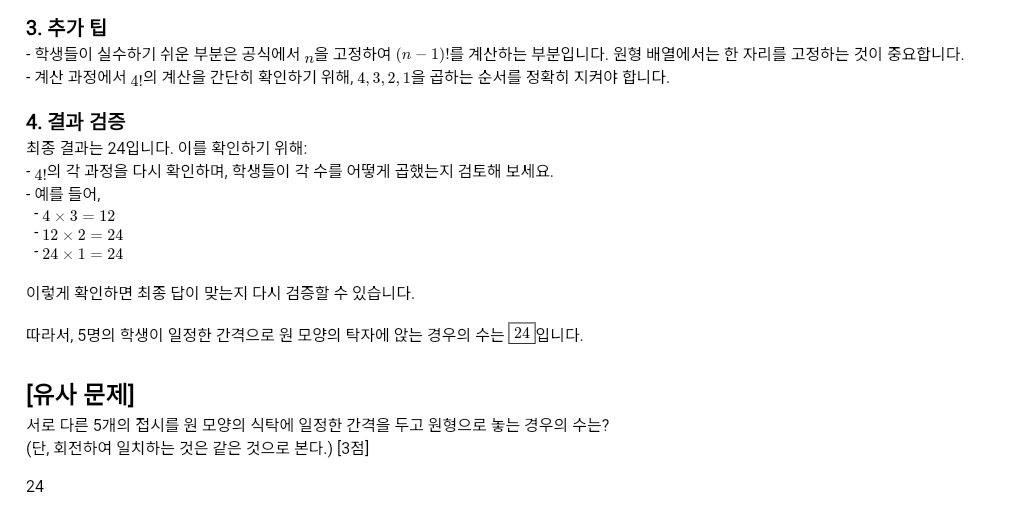 3. 추가 팁
- 학생들이 실수하기 쉬운 부분은 공식에서 n을 고정하여 (n − 1)!를 계산하는 부분입니다. 원형 배열에서는 한 자리를 고정하는 것이 중요합니다.
- 계산 과정에서 4!의 계산을 간단히 확인하기 위해, 4, 3, 2, 1을 곱하는 순서를 정확히 지켜야 합니다.
4. 결과 검증
최종 결과는 24입니다. 이를 확인하기 위해:
- 4!의 각 과정을 다시 확인하며, 학생들이 각 수를 어떻게 곱했는지 검토해 보세요.
- 예를 들어,
- 4 × 3 = 12
- 12 × 2 = 24
- 24 × 1 = 24
이렇게 확인하면 최종 답이 맞는지 다시 검증할 수 있습니다.
따라서, 5명의 학생이 일정한 간격으로 원 모양의 탁자에 앉는 경우의 수는 24입니다.
[유사 문제]
서로 다른 5개의 접시를 원 모양의 식탁에 일정한 간격을 두고 원형으로 놓는 경우의 수는?
(단, 회전하여 일치하는 것은 같은 것으로 본다.) [3점]
24